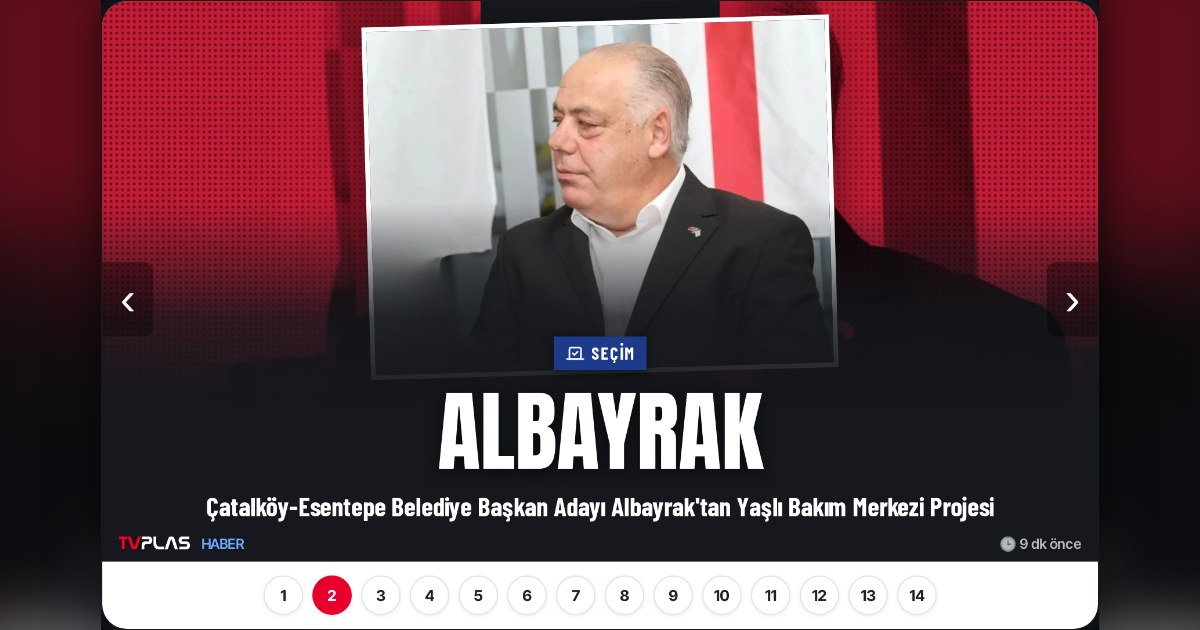 ‹
›
SEÇİM
ALBAYRAK
Çatalköy-Esentepe Belediye Başkan Adayı Albayrak'tan Yaşlı Bakım Merkezi Projesi
TVPLAS HABER
9 dk önce
1 2 3 4 5 6 7 8 9 10 11 12 13 14